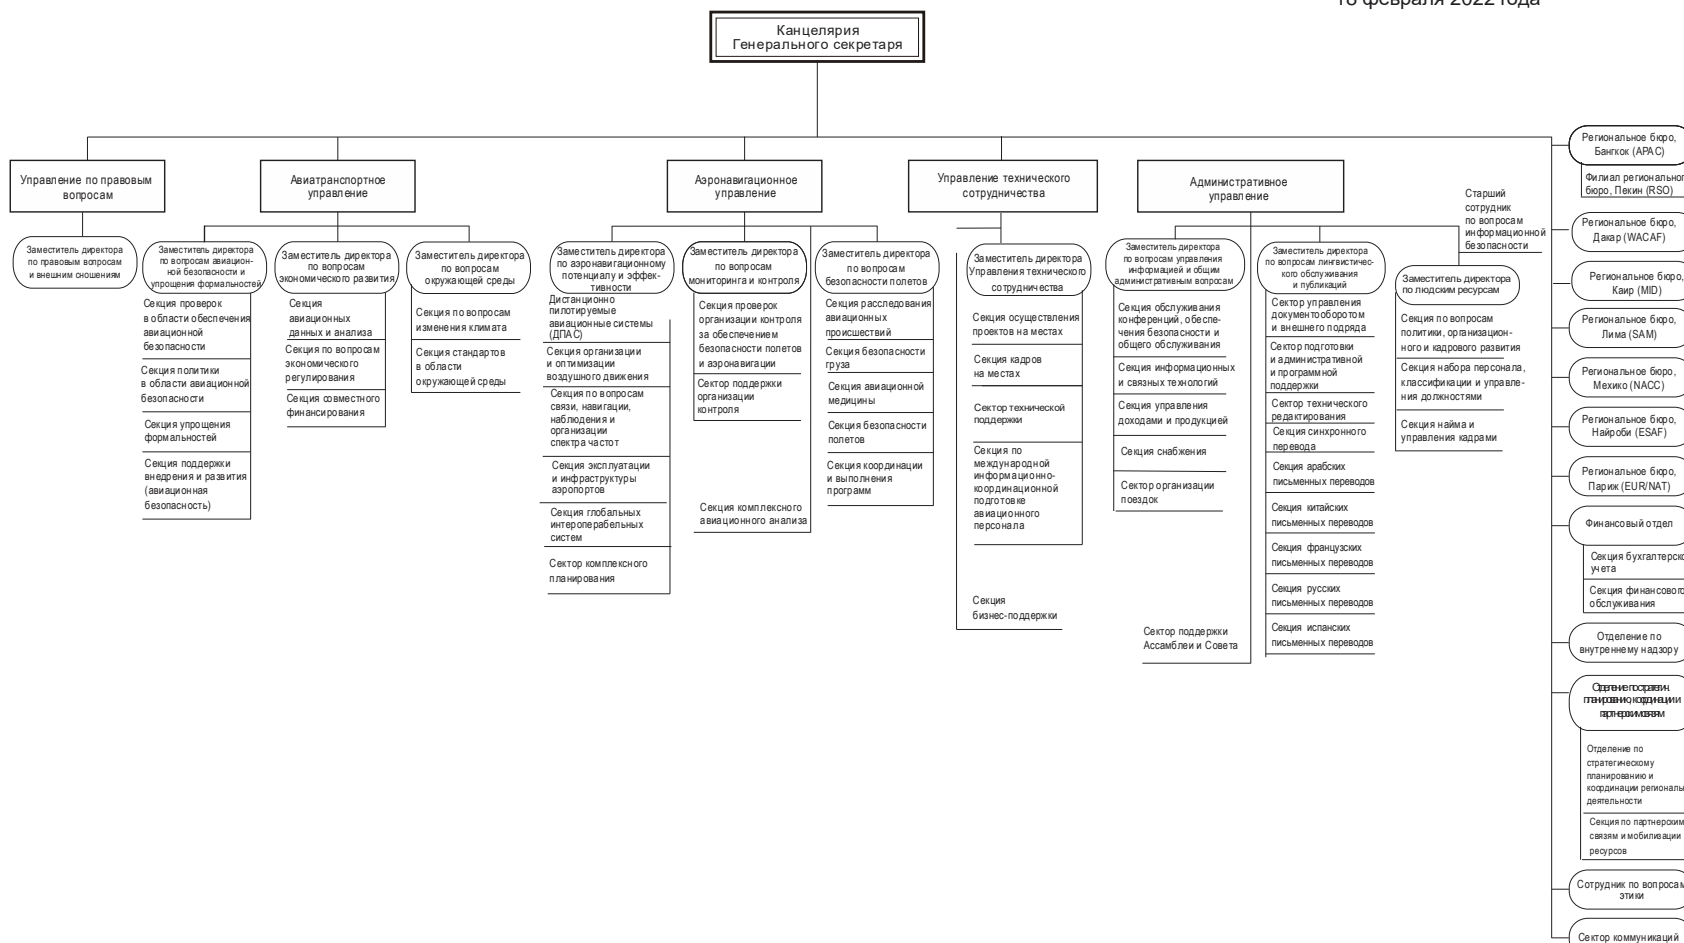 18 февраля 2022 года
Канцелярия
Генерального секретаря
Управление по правовым
вопросам
Заместитель директора
по правовым вопросам
и внешним сношениям
Авиатранспортное
управление
Заместитель директора
по вопросам авиацион-
ной безопасности и
упрощения формальностей
Секция проверок
в области обеспечения
авиационной
безопасности
Секция политики
в области авиационной
безопасности
Секция упрощения
формальностей
Секция поддержки
внедрения и развития
(авиационная
безопасность)
Заместитель директора
по вопросам
экономического развития
Секция
авиационных
данных и анализа
Секция по вопросам
экономического
регулирования
Секция совместного
финансирования
Заместитель директора
по вопросам
окружающей среды
Секция по вопросам
изменения климата
Секция стандартов
в области
окружающей среды
Аэронавигационное
управление
Заместитель директора
по аэронавигационному
потенциалу и эффек-
тивности
Дистанционно
пилотируемые
авиационные системы
(ДПАС)
Секция организации
и оптимизации
воздушного движения
Секция по вопросам
связи, навигации,
наблюдения и
организации
спектра частот
Секция эксплуатации
и инфраструктуры
аэропортов
Секция глобальных
интероперабельных
систем
Сектор комплексного
планирования
Заместитель директора
по вопросам
мониторинга и контроля
Секция проверок
организации контроля
за обеспечением
безопасности полетов
и аэронавигации
Сектор поддержки
организации
контроля
Секция комплексного
авиационного анализа
Заместитель директора
по вопросам
безопасности полетов
Секция расследования
авиационных
происшествий
Секция безопасности
груза
Секция авиационной
медицины
Секция безопасности
полетов
Секция координации
и выполнения
программ
Управление технического
сотрудничества
Заместитель директора
Управления технического
сотрудничества
Секция осуществления
проектов на местах
Секция кадров
на местах
Сектор технической
поддержки
Секция по
международной
информационно-
координационной
подготовке
авиационного
персонала
Секция
бизнес-поддержки
Административное
управление
Заместитель директора
по вопросам управления
информацией и общим
административным вопросам
Секция обслуживания
конференций, обеспе-
чения безопасности и
общего обслуживания
Секция информационных
и связных технологий
Секция управления
доходами и продукцией
Секция снабжения
Сектор организации
поездок
Сектор поддержки
Ассамблеи и Совета
Заместитель директора
по вопросам лингвистичес-
кого обслуживания
и публикаций
Сектор управления
документооборотом
и внешнего подряда
Сектор подготовки
и административной
и программной
поддержки
Сектор технического
редактирования
Секция синхронного
перевода
Секция арабских
письменных переводов
Секция китайских
письменных переводов
Секция французских
письменных переводов
Секция русских
письменных переводов
Секция испанских
письменных переводов
Старший
сотрудник
по вопросам
информационной
безопасности
Заместитель директора
по людским ресурсам
Секция по вопросам
политики, организацион-
ного и кадрового развития
Секция набора персонала,
классификации и управле-
ния должностями
Секция найма и
управления кадрами
Региональное бюро,
Бангкок (APAC)
Филиал регионального
бюро, Пекин (RSO)
Региональное бюро,
Дакар (WACAF)
Региональное бюро,
Каир (MID)
Региональное бюро,
Лима (SAM)
Региональное бюро,
Мехико (NACC)
Региональное бюро,
Найроби (ESAF)
Региональное бюро,
Париж (EUR/NAT)
Финансовый отдел
Секция бухгалтерско
учета
Секция финансового
обслуживания
Отделение по
внутреннему надзору
Отделение по стратегич.
планированию, координации и
партнерским связям
Отделение по
стратегическому
планированию и
координации региональ
деятельности
Секция по партнерским
связям и мобилизации
ресурсов
Сотрудник по вопросам
этики
Сектор коммуникаций